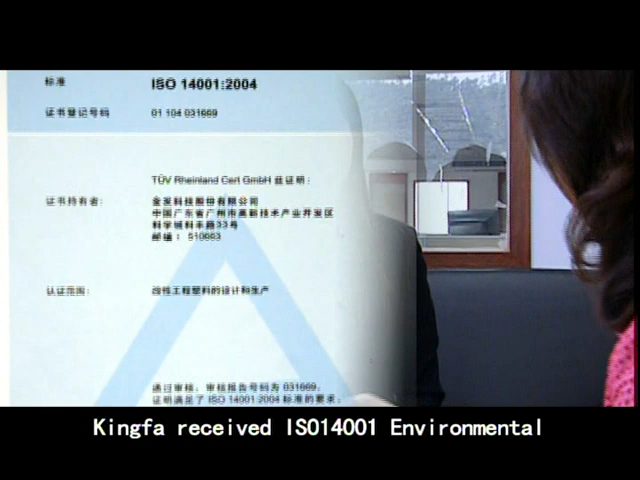 标准 ISO 14001:2004
证书登记号码 01 104 031669
TÜV Rheinland Cert GmbH 兹证明:
证书持有者: 金发科技股份有限公司
中国广东省广州市高新技术产业开发区
科学城科丰路33号
邮编: 510663
认证范围: 改性工程塑料的设计和生产
通过审核, 审核报告号码为 031669,
证明满足了 ISO 14001:2004 标准的要求:
Kingfa received ISO14001 Environmental